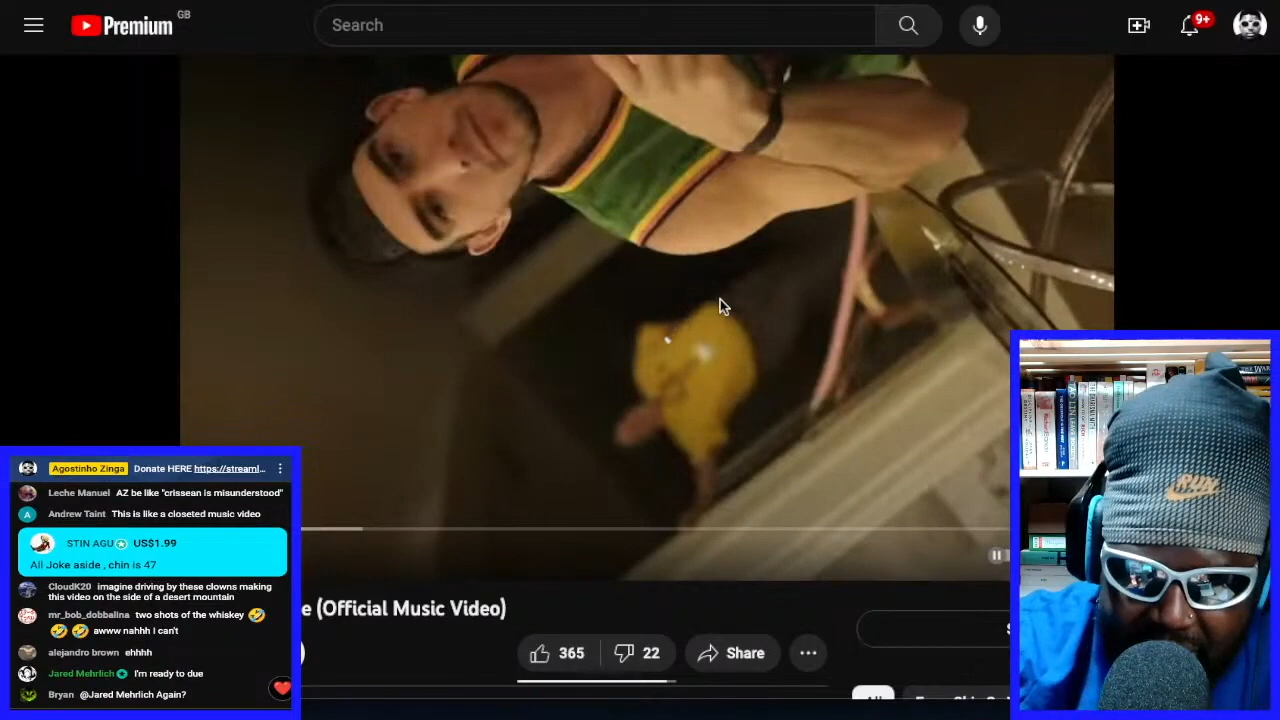 Premium GB
Search
9+
Agostinho Zinga Donate HERE https://streaml...
Leche Manuel AZ be like "crissean is misunderstood"
A Andrew Taint This is like a closeted music video
STIN AGU US$1.99
All Joke aside , chin is 47
CloudK20 imagine driving by these clowns making
this video on the side of a desert mountain
mr_bob_dobbalina two shots of the whiskey 🤣
🤣 🤣 awww nahhh I can't
alejandro brown ehhhh
Jared Mehrlich I'm ready to due
Bryan @Jared Mehrlich Again?
e (Official Music Video)
365
22
Share
RUN